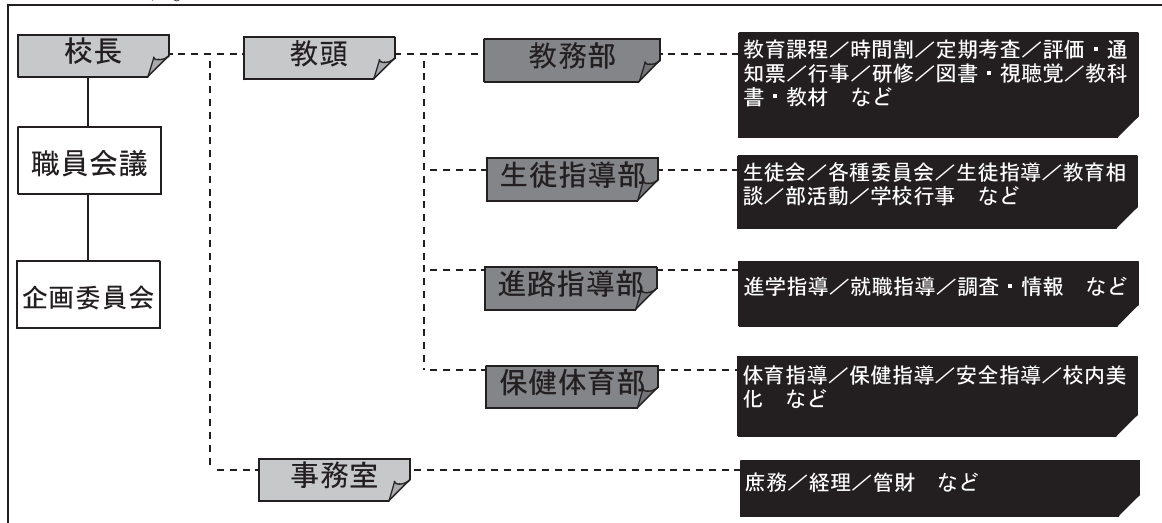 校長
教頭
教務部
教育課程／時間割／定期考査／評価・通
知票／行事／研修／図書・視聴覚／教科
書・教材　など
職員会議
生徒指導部
生徒会／各種委員会／生徒指導／教育相
談／部活動／学校行事　など
企画委員会
進路指導部
進学指導／就職指導／調査・情報　など
保健体育部
体育指導／保健指導／安全指導／校内美
化　など
事務室
庶務／経理／管財　など